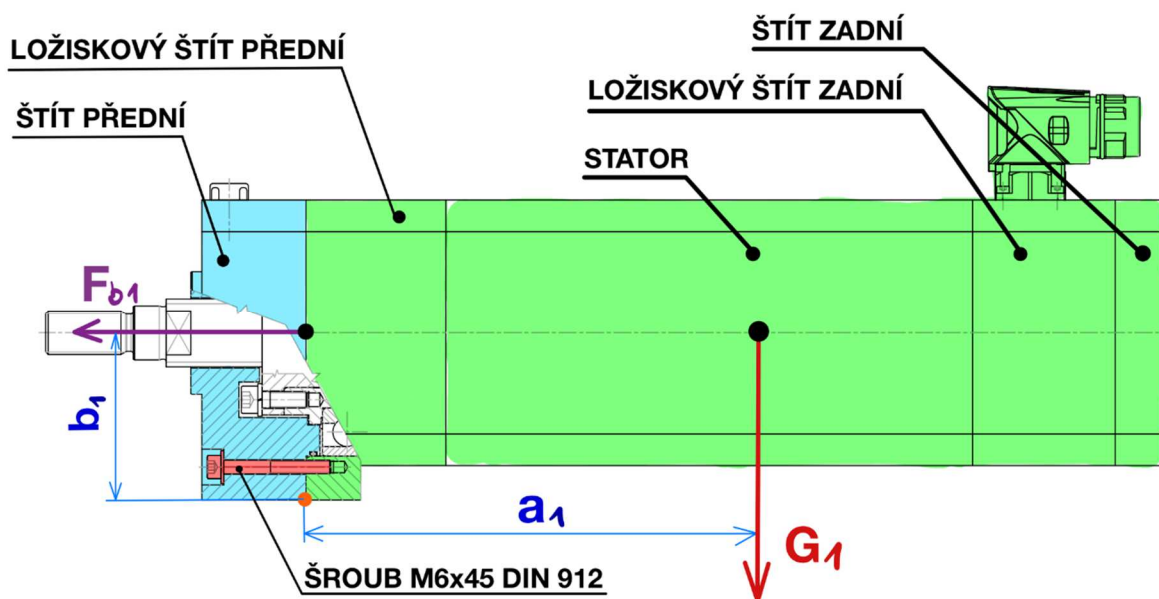 ŠTÍT ZADNÍ
LOŽISKOVÝ ŠTÍT PŘEDNÍ
LOŽISKOVÝ ŠTÍT ZADNÍ
ŠTÍT PŘEDNÍ
STATOR
Fb1
b1
a1
G1
ŠROUB M6x45 DIN 912